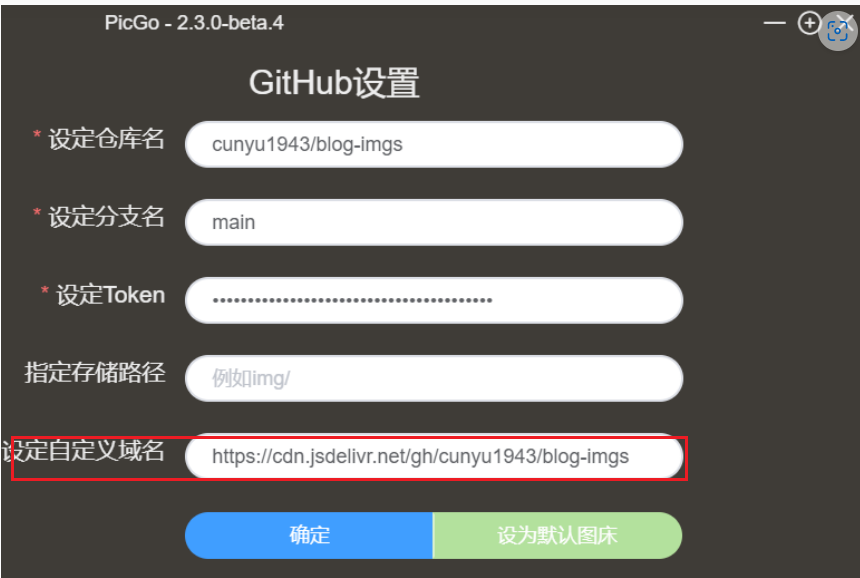 PicGo - 2.3.0-beta.4
GitHub设置
* 设定仓库名 cunyu1943/blog-imgs
* 设定分支名 main
* 设定Token ••••••••••••••••••••••••••••••••••••••••
指定存储路径 例如img/
设定自定义域名 https://cdn.jsdelivr.net/gh/cunyu1943/blog-imgs
确定 设为默认图床